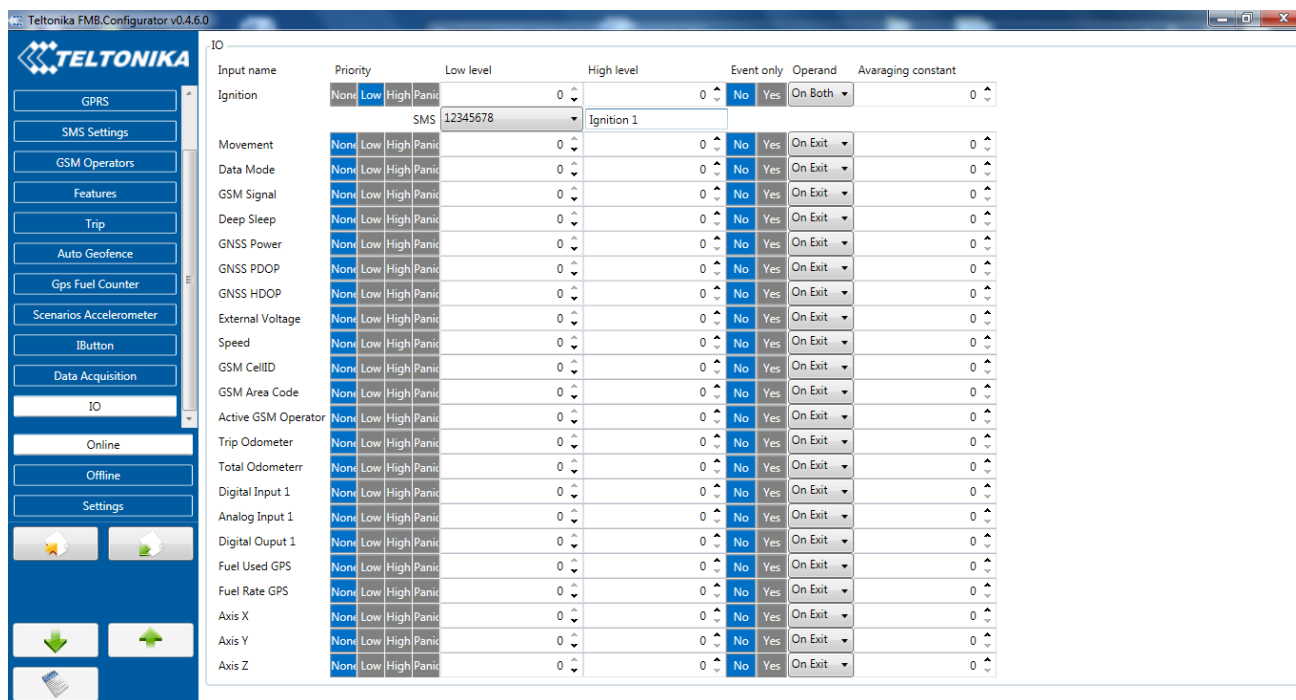 Teltonika FMB.Configurator v0.4.6.0
TELTONIKA
GPRS
SMS Settings
GSM Operators
Features
Trip
Auto Geofence
Gps Fuel Counter
Scenarios Accelerometer
IButton
Data Acquisition
IO
Online
Offline
Settings
IO
Input name Priority Low level High level Event only Operand Avaraging constant
Ignition None Low High Panic 0 0 No Yes On Both 0
SMS 12345678 Ignition 1
Movement None Low High Panic 0 0 No Yes On Exit 0
Data Mode None Low High Panic 0 0 No Yes On Exit 0
GSM Signal None Low High Panic 0 0 No Yes On Exit 0
Deep Sleep None Low High Panic 0 0 No Yes On Exit 0
GNSS Power None Low High Panic 0 0 No Yes On Exit 0
GNSS PDOP None Low High Panic 0 0 No Yes On Exit 0
GNSS HDOP None Low High Panic 0 0 No Yes On Exit 0
External Voltage None Low High Panic 0 0 No Yes On Exit 0
Speed None Low High Panic 0 0 No Yes On Exit 0
GSM CellID None Low High Panic 0 0 No Yes On Exit 0
GSM Area Code None Low High Panic 0 0 No Yes On Exit 0
Active GSM Operator None Low High Panic 0 0 No Yes On Exit 0
Trip Odometer None Low High Panic 0 0 No Yes On Exit 0
Total Odometerr None Low High Panic 0 0 No Yes On Exit 0
Digital Input 1 None Low High Panic 0 0 No Yes On Exit 0
Analog Input 1 None Low High Panic 0 0 No Yes On Exit 0
Digital Ouput 1 None Low High Panic 0 0 No Yes On Exit 0
Fuel Used GPS None Low High Panic 0 0 No Yes On Exit 0
Fuel Rate GPS None Low High Panic 0 0 No Yes On Exit 0
Axis X None Low High Panic 0 0 No Yes On Exit 0
Axis Y None Low High Panic 0 0 No Yes On Exit 0
Axis Z None Low High Panic 0 0 No Yes On Exit 0